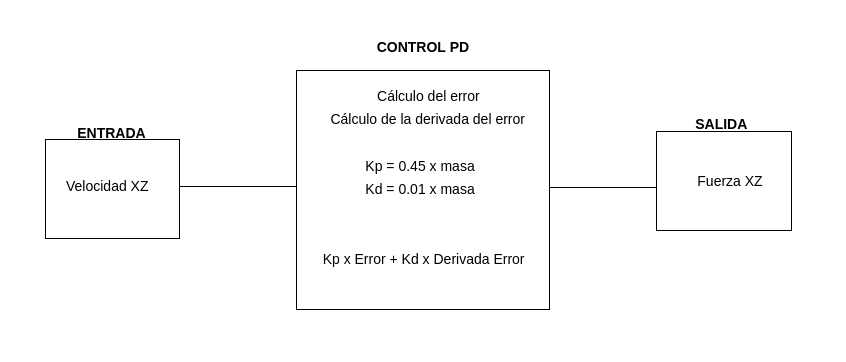 CONTROL PD
Cálculo del error
Cálculo de la derivada del error
ENTRADA
SALIDA
Velocidad XZ
Kp = 0.45 x masa
Kd = 0.01 x masa
Fuerza XZ
Kp x Error + Kd x Derivada Error